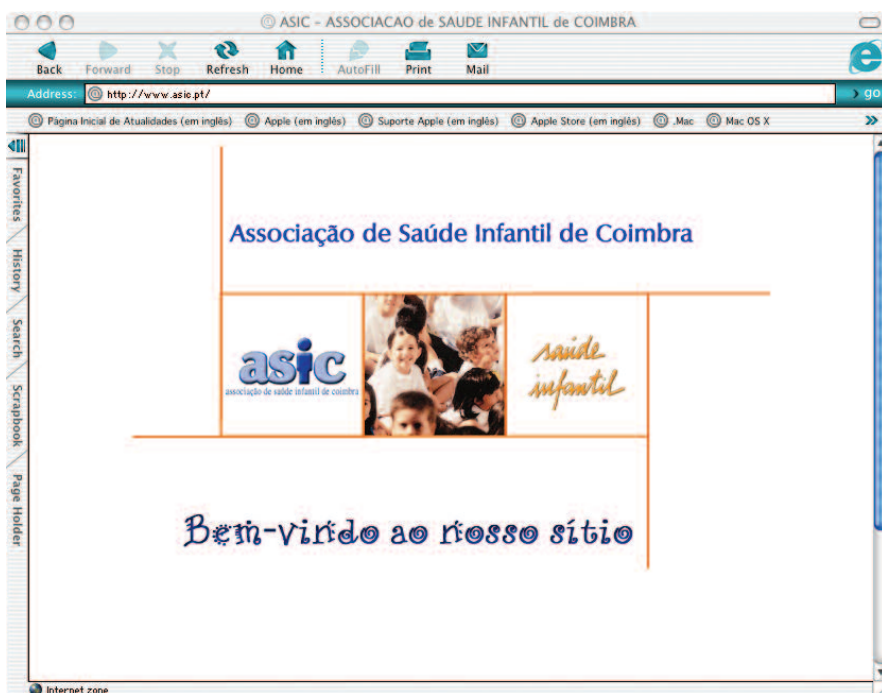 @ ASIC - ASSOCIACAO de SAUDE INFANTIL de COIMBRA
Back Forward Stop Refresh Home AutoFill Print Mail
Address: @ http://www.asic.pt/ go
@ Página Inicial de Atualidades (em inglês) @ Apple (em inglês) @ Suporte Apple (em inglês) @ Apple Store (em inglês) @ .Mac @ Mac OS X »
Favorites
History
Search
Scrapbook
Page Holder
Associação de Saúde Infantil de Coimbra
asic
associação de saúde infantil de coimbra
saúde
infantil
Bem-vindo ao nosso sítio
Internet zone